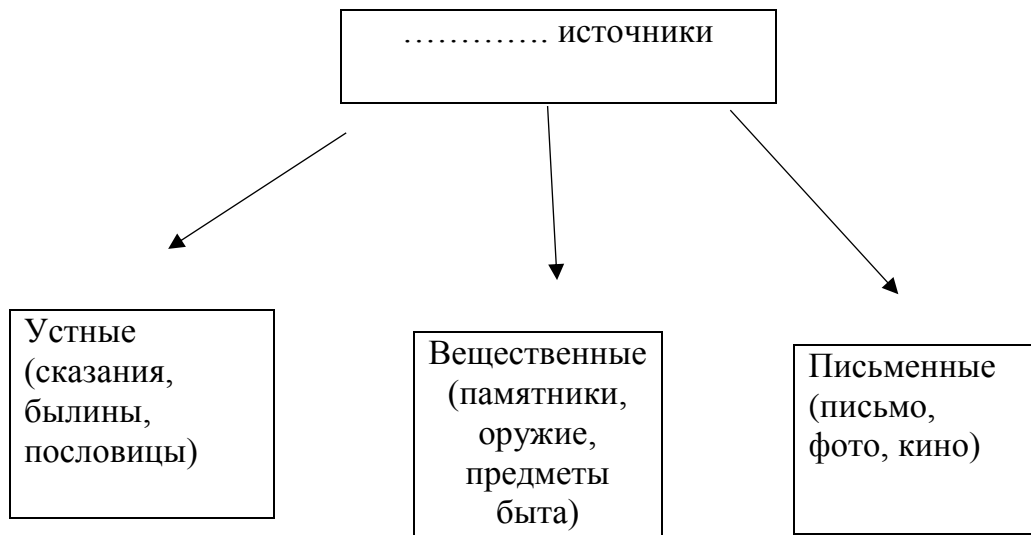 …………. источники
Устные
(сказания,
былины,
пословицы)
Вещественные
(памятники,
оружие,
предметы
быта)
Письменные
(письмо,
фото, кино)